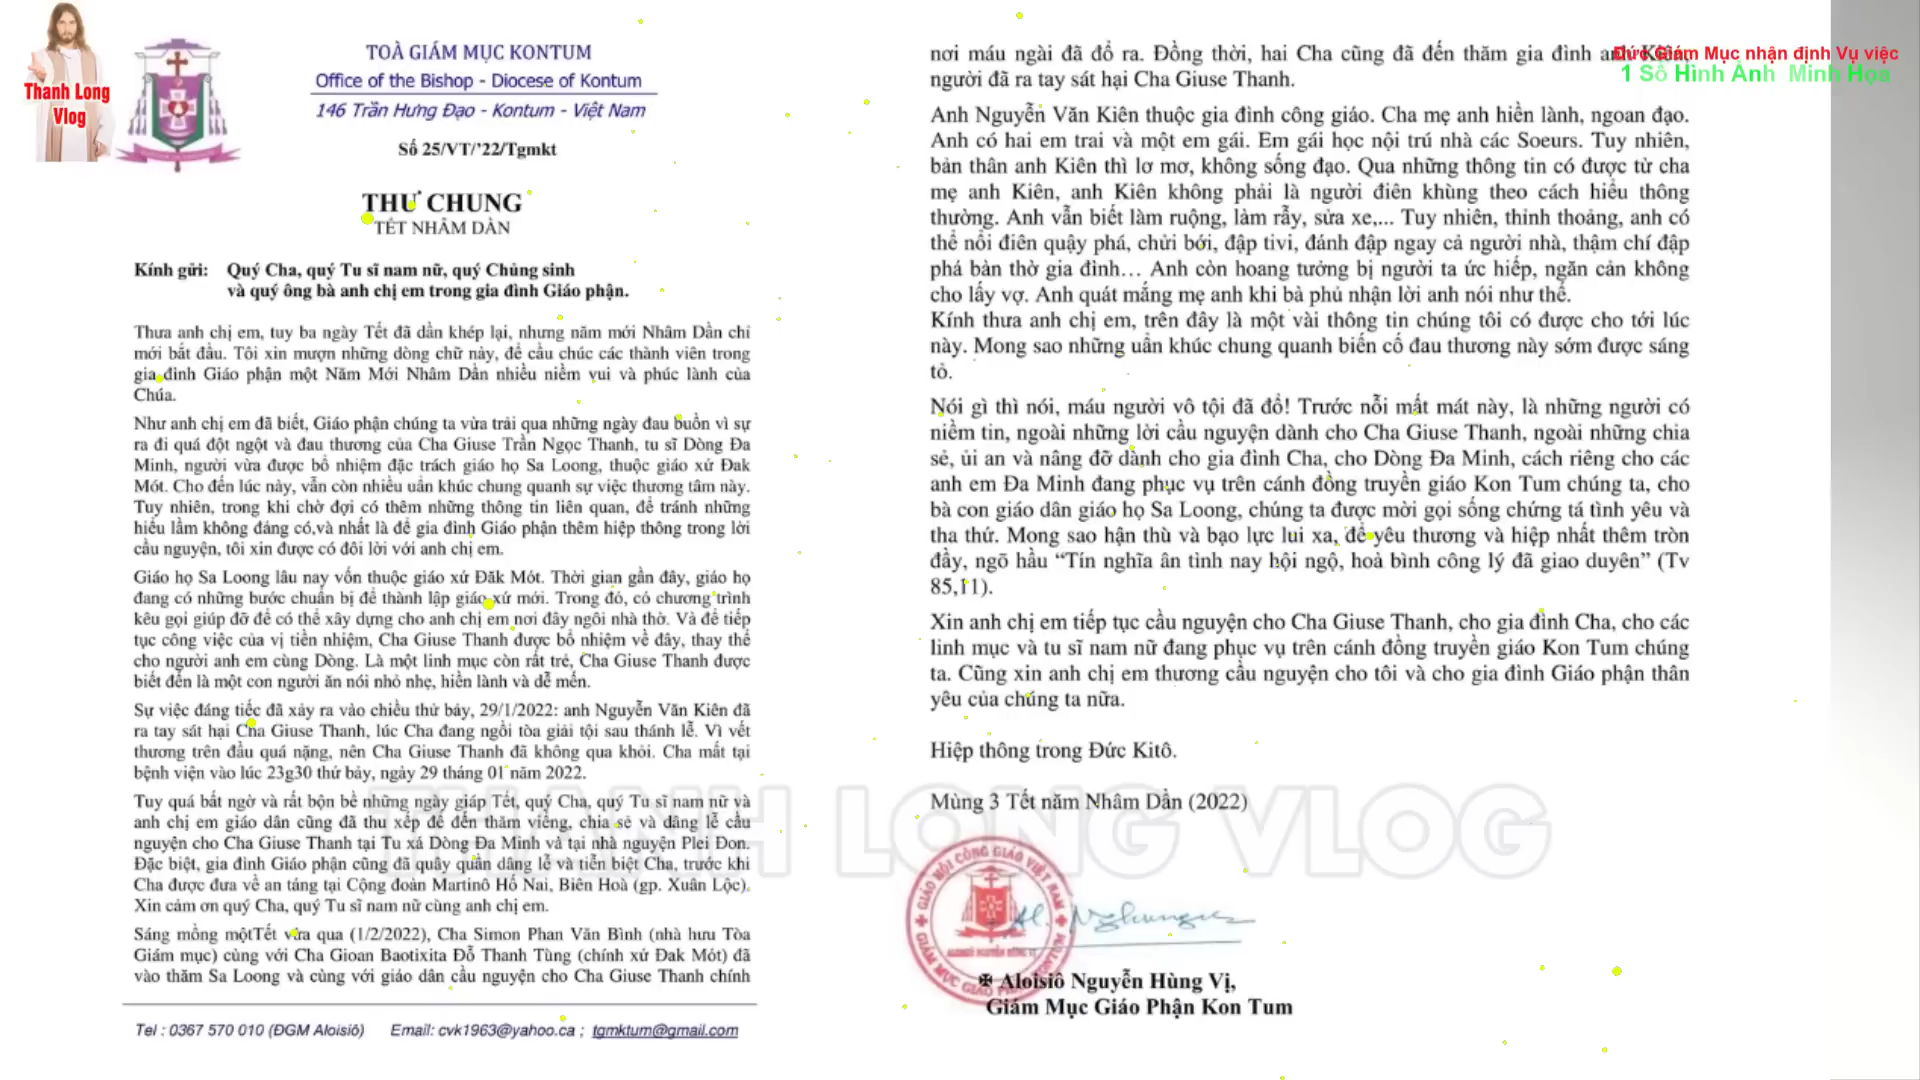 Thanh Long
Vlog
TOÀ GIÁM MỤC KONTUM
Office of the Bishop - Diocese of Kontum
146 Trần Hưng Đạo - Kontum - Việt Nam
Số 25/VT/'22/Tgmkt
THƯ CHUNG
TẾT NHÂM DẦN
Kính gửi: Quý Cha, quý Tu sĩ nam nữ, quý Chủng sinh
và quý ông bà anh chị em trong gia đình Giáo phận.
Thưa anh chị em, tuy ba ngày Tết đã dần khép lại, nhưng năm mới Nhâm Dần chỉ
mới bắt đầu. Tôi xin mượn những dòng chữ này, để cầu chúc các thành viên trong
gia đình Giáo phận một Năm Mới Nhâm Dần nhiều niềm vui và phúc lành của
Chúa.
Như anh chị em đã biết, Giáo phận chúng ta vừa trải qua những ngày đau buồn vì sự
ra đi quá đột ngột và đau thương của Cha Giuse Trần Ngọc Thanh, tu sĩ Dòng Đa
Minh, người vừa được bổ nhiệm đặc trách giáo họ Sa Loong, thuộc giáo xứ Đak
Mót. Cho đến lúc này, vẫn còn nhiều uẩn khúc chung quanh sự việc thương tâm này.
Tuy nhiên, trong khi chờ đợi có thêm những thông tin liên quan, để tránh những
hiểu lầm không đáng có,và nhất là để gia đình Giáo phận thêm hiệp thông trong lời
cầu nguyện, tôi xin được có đôi lời với anh chị em.
Giáo họ Sa Loong lâu nay vốn thuộc giáo xứ Đăk Mót. Thời gian gần đây, giáo họ
đang có những bước chuẩn bị để thành lập giáo xứ mới. Trong đó, có chương trình
kêu gọi giúp đỡ để có thể xây dựng cho anh chị em nơi đây ngôi nhà thờ. Và để tiếp
tục công việc của vị tiền nhiệm, Cha Giuse Thanh được bổ nhiệm về đây, thay thế
cho người anh em cùng Dòng. Là một linh mục còn rất trẻ, Cha Giuse Thanh được
biết đến là một con người ăn nói nhỏ nhẹ, hiền lành và dễ mến.
Sự việc đáng tiếc đã xảy ra vào chiều thứ bảy, 29/1/2022: anh Nguyễn Văn Kiên đã
ra tay sát hại Cha Giuse Thanh, lúc Cha đang ngồi tòa giải tội sau thánh lễ. Vì vết
thương trên đầu quá nặng, nên Cha Giuse Thanh đã không qua khỏi. Cha mất tại
bệnh viện vào lúc 23g30 thứ bảy, ngày 29 tháng 01 năm 2022.
Tuy quá bất ngờ và rất bộn bề những ngày giáp Tết, quý Cha, quý Tu sĩ nam nữ và
anh chị em giáo dân cũng đã thu xếp để đến thăm viếng, chia sẻ và dâng lễ cầu
nguyện cho Cha Giuse Thanh tại Tu xá Dòng Đa Minh và tại nhà nguyện Plei Đon.
Đặc biệt, gia đình Giáo phận cũng đã quây quần dâng lễ và tiễn biệt Cha, trước khi
Cha được đưa về an táng tại Cộng đoàn Martinô Hố Nai, Biên Hoà (gp. Xuân Lộc).
Xin cảm ơn quý Cha, quý Tu sĩ nam nữ cùng anh chị em.
Sáng mồng mộtTết vừa qua (1/2/2022), Cha Simon Phan Văn Bình (nhà hưu Tòa
Giám mục) cùng với Cha Gioan Baotixita Đỗ Thanh Tùng (chính xứ Đak Mót) đã
vào thăm Sa Loong và cùng với giáo dân cầu nguyện cho Cha Giuse Thanh chính
Tel : 0367 570 010 (ĐGM Aloisiô) Email: cvk1963@yahoo.ca ; tgmktum@gmail.com
nơi máu ngài đã đổ ra. Đồng thời, hai Cha cũng đã đến thăm gia đình anh Kiên,
người đã ra tay sát hại Cha Giuse Thanh.
Anh Nguyễn Văn Kiên thuộc gia đình công giáo. Cha mẹ anh hiền lành, ngoan đạo.
Anh có hai em trai và một em gái. Em gái học nội trú nhà các Soeurs. Tuy nhiên,
bản thân anh Kiên thì lơ mơ, không sống đạo. Qua những thông tin có được từ cha
mẹ anh Kiên, anh Kiên không phải là người điên khùng theo cách hiểu thông
thường. Anh vẫn biết làm ruộng, làm rẫy, sửa xe,... Tuy nhiên, thỉnh thoảng, anh có
thể nổi điên quậy phá, chửi bới, đập tivi, đánh đập ngay cả người nhà, thậm chí đập
phá bàn thờ gia đình… Anh còn hoang tưởng bị người ta ức hiếp, ngăn cản không
cho lấy vợ. Anh quát mắng mẹ anh khi bà phủ nhận lời anh nói như thế.
Kính thưa anh chị em, trên đây là một vài thông tin chúng tôi có được cho tới lúc
này. Mong sao những uẩn khúc chung quanh biến cố đau thương này sớm được sáng
tỏ.
Nói gì thì nói, máu người vô tội đã đổ! Trước nỗi mất mát này, là những người có
niềm tin, ngoài những lời cầu nguyện dành cho Cha Giuse Thanh, ngoài những chia
sẻ, ủi an và nâng đỡ dành cho gia đình Cha, cho Dòng Đa Minh, cách riêng cho các
anh em Đa Minh đang phục vụ trên cánh đồng truyền giáo Kon Tum chúng ta, cho
bà con giáo dân giáo họ Sa Loong, chúng ta được mời gọi sống chứng tá tình yêu và
tha thứ. Mong sao hận thù và bạo lực lui xa, để yêu thương và hiệp nhất thêm tròn
đầy, ngõ hầu “Tín nghĩa ân tình nay hội ngộ, hoà bình công lý đã giao duyên” (Tv
85,11).
Xin anh chị em tiếp tục cầu nguyện cho Cha Giuse Thanh, cho gia đình Cha, cho các
linh mục và tu sĩ nam nữ đang phục vụ trên cánh đồng truyền giáo Kon Tum chúng
ta. Cũng xin anh chị em thương cầu nguyện cho tôi và cho gia đình Giáo phận thân
yêu của chúng ta nữa.
Hiệp thông trong Đức Kitô.
Mùng 3 Tết năm Nhâm Dần (2022)
GIÁO HỘI CÔNG GIÁO VIỆT NAM
GIÁM MỤC GIÁO PHẬN KONTUM
✠ Aloisiô Nguyễn Hùng Vị,
Giám Mục Giáo Phận Kon Tum
Đức Giám Mục nhận định Vụ việc
1 Số Hình Ảnh Minh Họa
THANH LONG VLOG